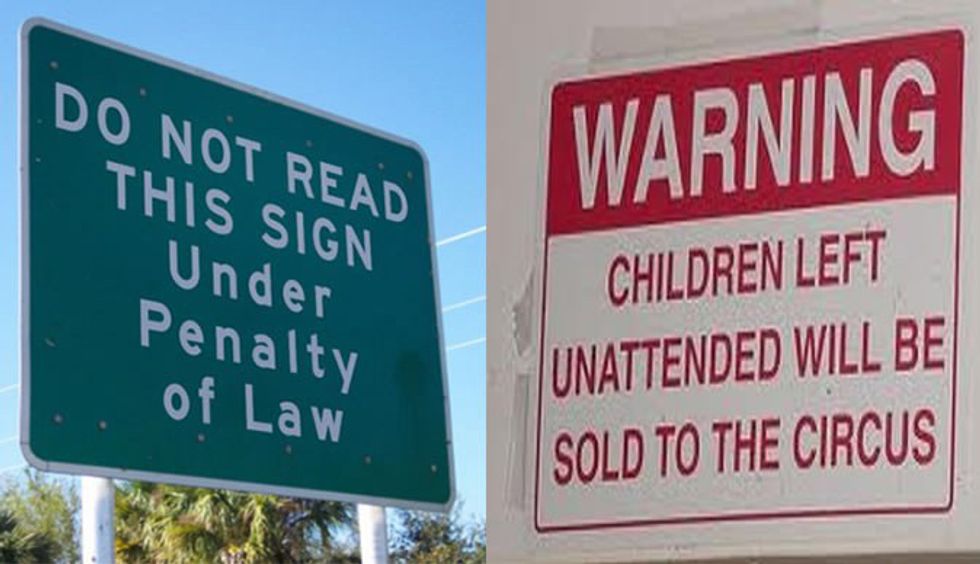 DO NOT READ
THIS SIGN
Under
Penalty
of Law
WARNING
CHILDREN LEFT
UNATTENDED WILL BE
SOLD TO THE CIRCUS